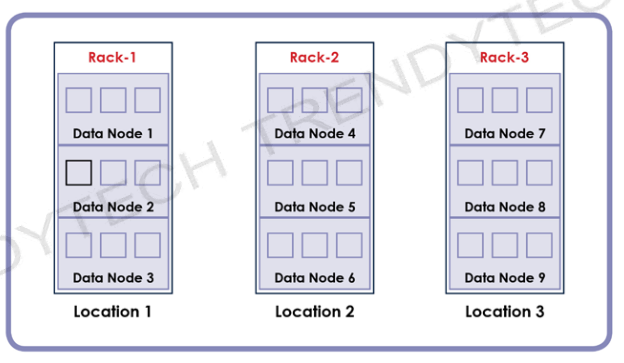 Rack-1
Data Node 1
Data Node 2
Data Node 3
Location 1
Rack-2
Data Node 4
Data Node 5
Data Node 6
Location 2
Rack-3
Data Node 7
Data Node 8
Data Node 9
Location 3
DYTECH TRENDYTECH